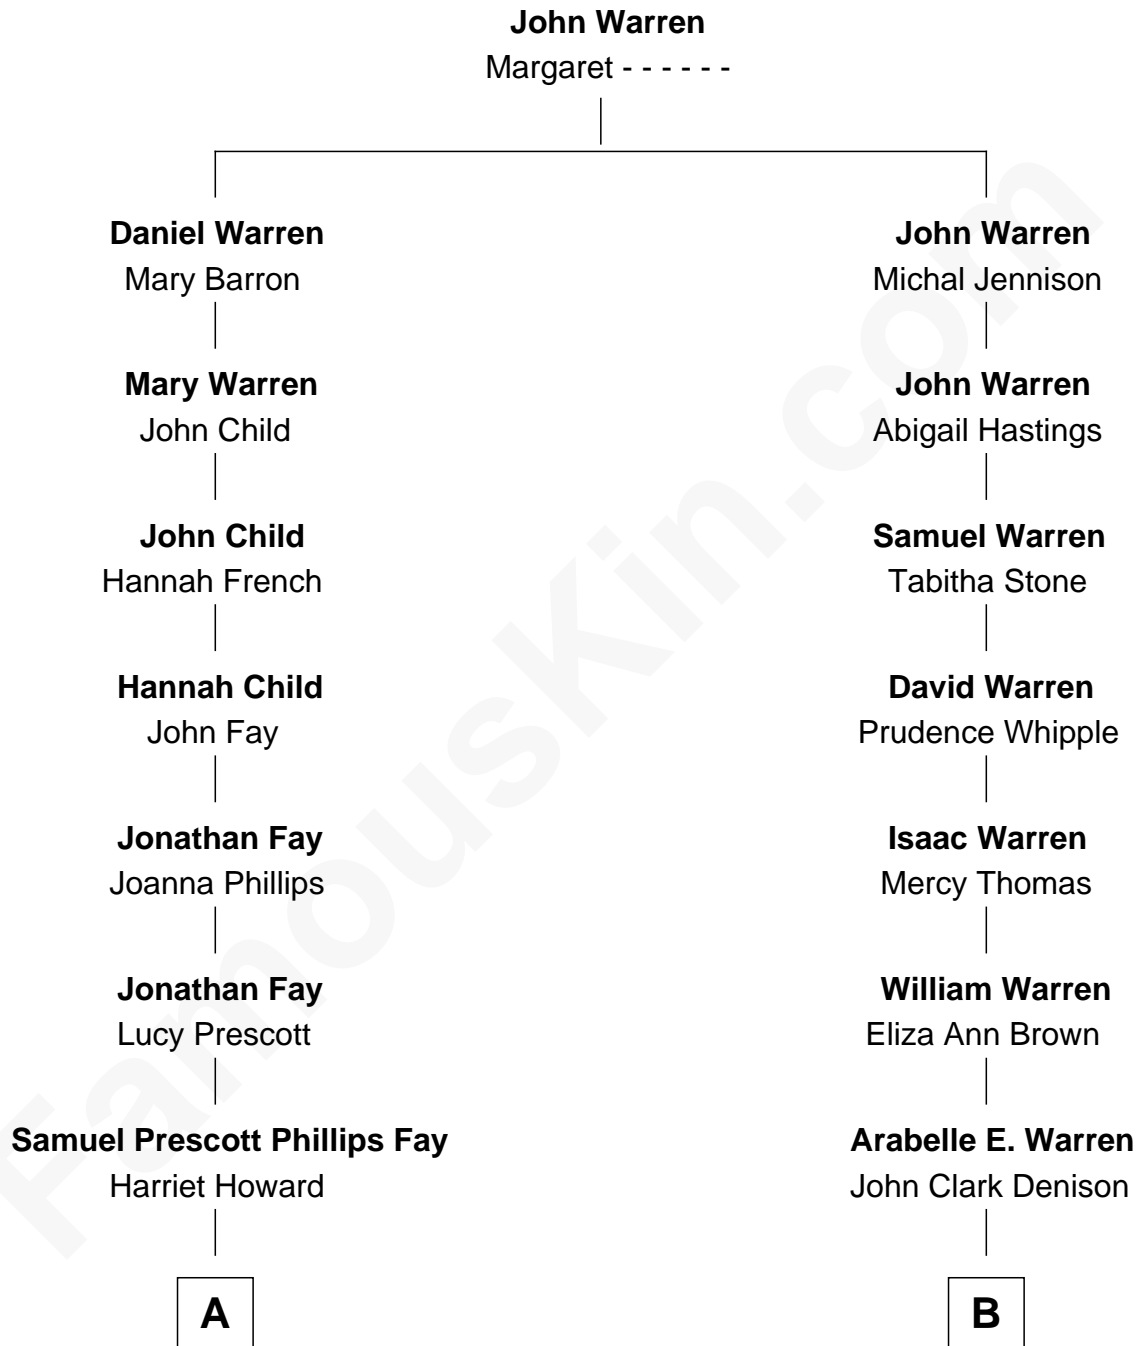 John Warren
Margaret - - - - - -
Daniel Warren
Mary Barron
Mary Warren
John Child
John Child
Hannah French
Hannah Child
John Fay
Jonathan Fay
Joanna Phillips
Jonathan Fay
Lucy Prescott
Samuel Prescott Phillips Fay
Harriet Howard
A
John Warren
Michal Jennison
John Warren
Abigail Hastings
Samuel Warren
Tabitha Stone
David Warren
Prudence Whipple
Isaac Warren
Mercy Thomas
William Warren
Eliza Ann Brown
Arabelle E. Warren
John Clark Denison
B
FamousKin.com